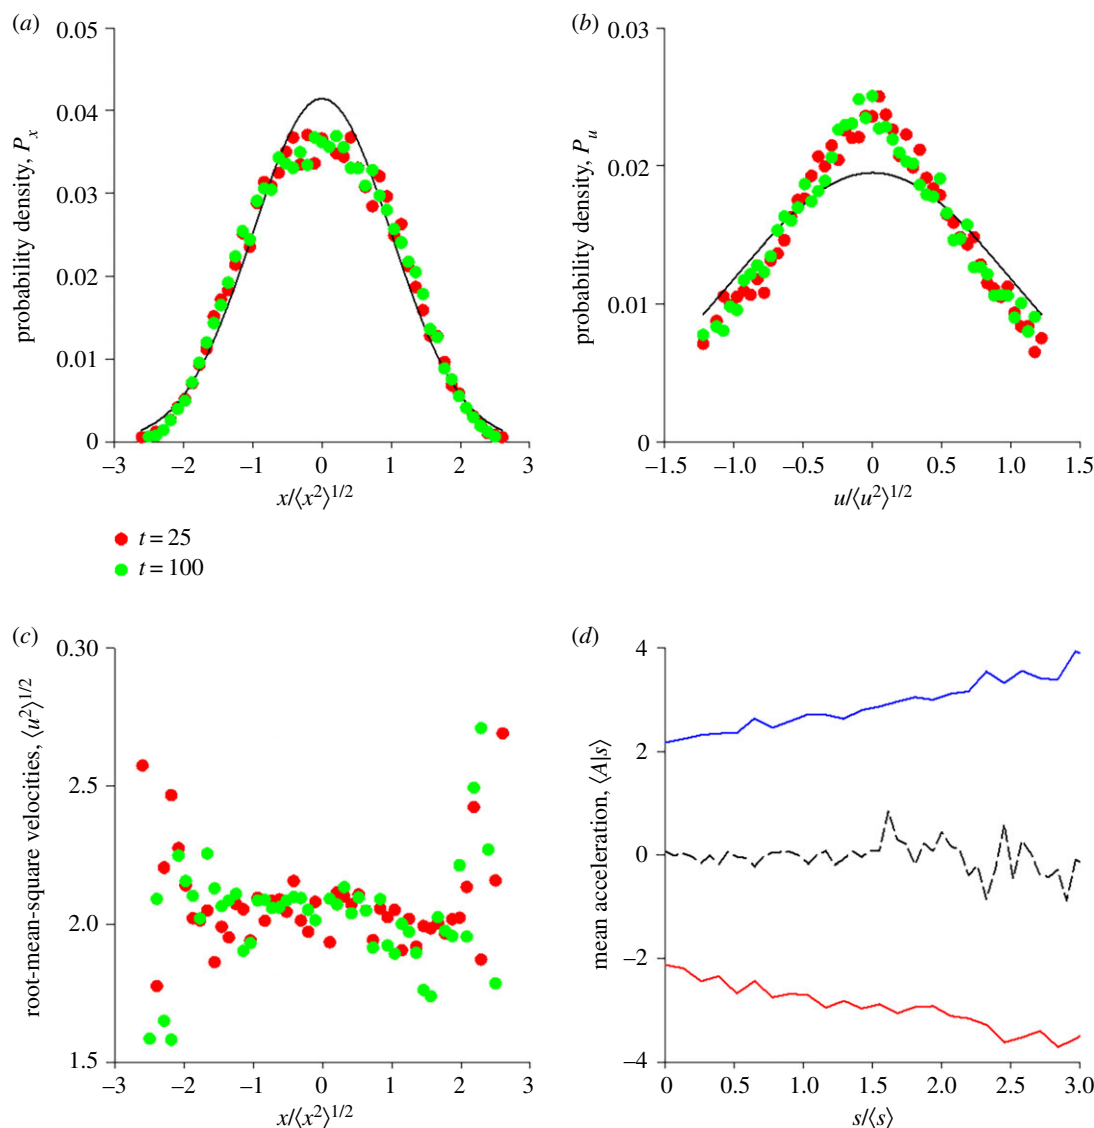 (a)
0.05
0.04
0.03
0.02
0.01
0
probability density, Pₓ
−3 −2 −1 0 1 2 3
x/⟨x²⟩¹/²
t = 25
t = 100
(b)
0.03
0.02
0.01
0
probability density, Pᵤ
−1.5 −1.0 −0.5 0 0.5 1.0 1.5
u/⟨u²⟩¹/²
(c)
0.30
2.5
2.0
1.5
root-mean-square velocities, ⟨u²⟩¹/²
−3 −2 −1 0 1 2 3
x/⟨x²⟩¹/²
(d)
4
2
0
−2
−4
mean acceleration, ⟨A|s⟩
0 0.5 1.0 1.5 2.0 2.5 3.0
s/⟨s⟩